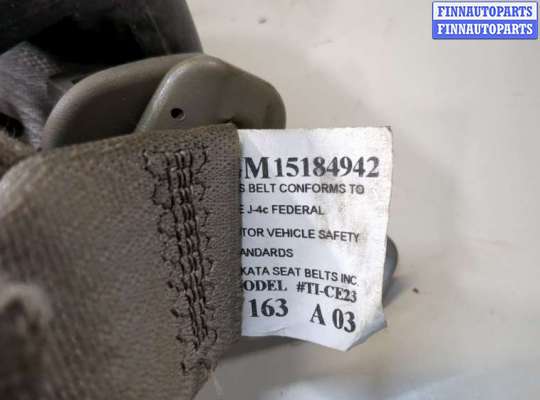 FINNAUTOPARTS
FINNAUTOPARTS
M15184942
S BELT CONFORMS TO
E J-4c FEDERAL
TOR VEHICLE SAFETY
ANDARDS
KATA SEAT BELTS INC.
ODEL #TI-CE23
163 A 03